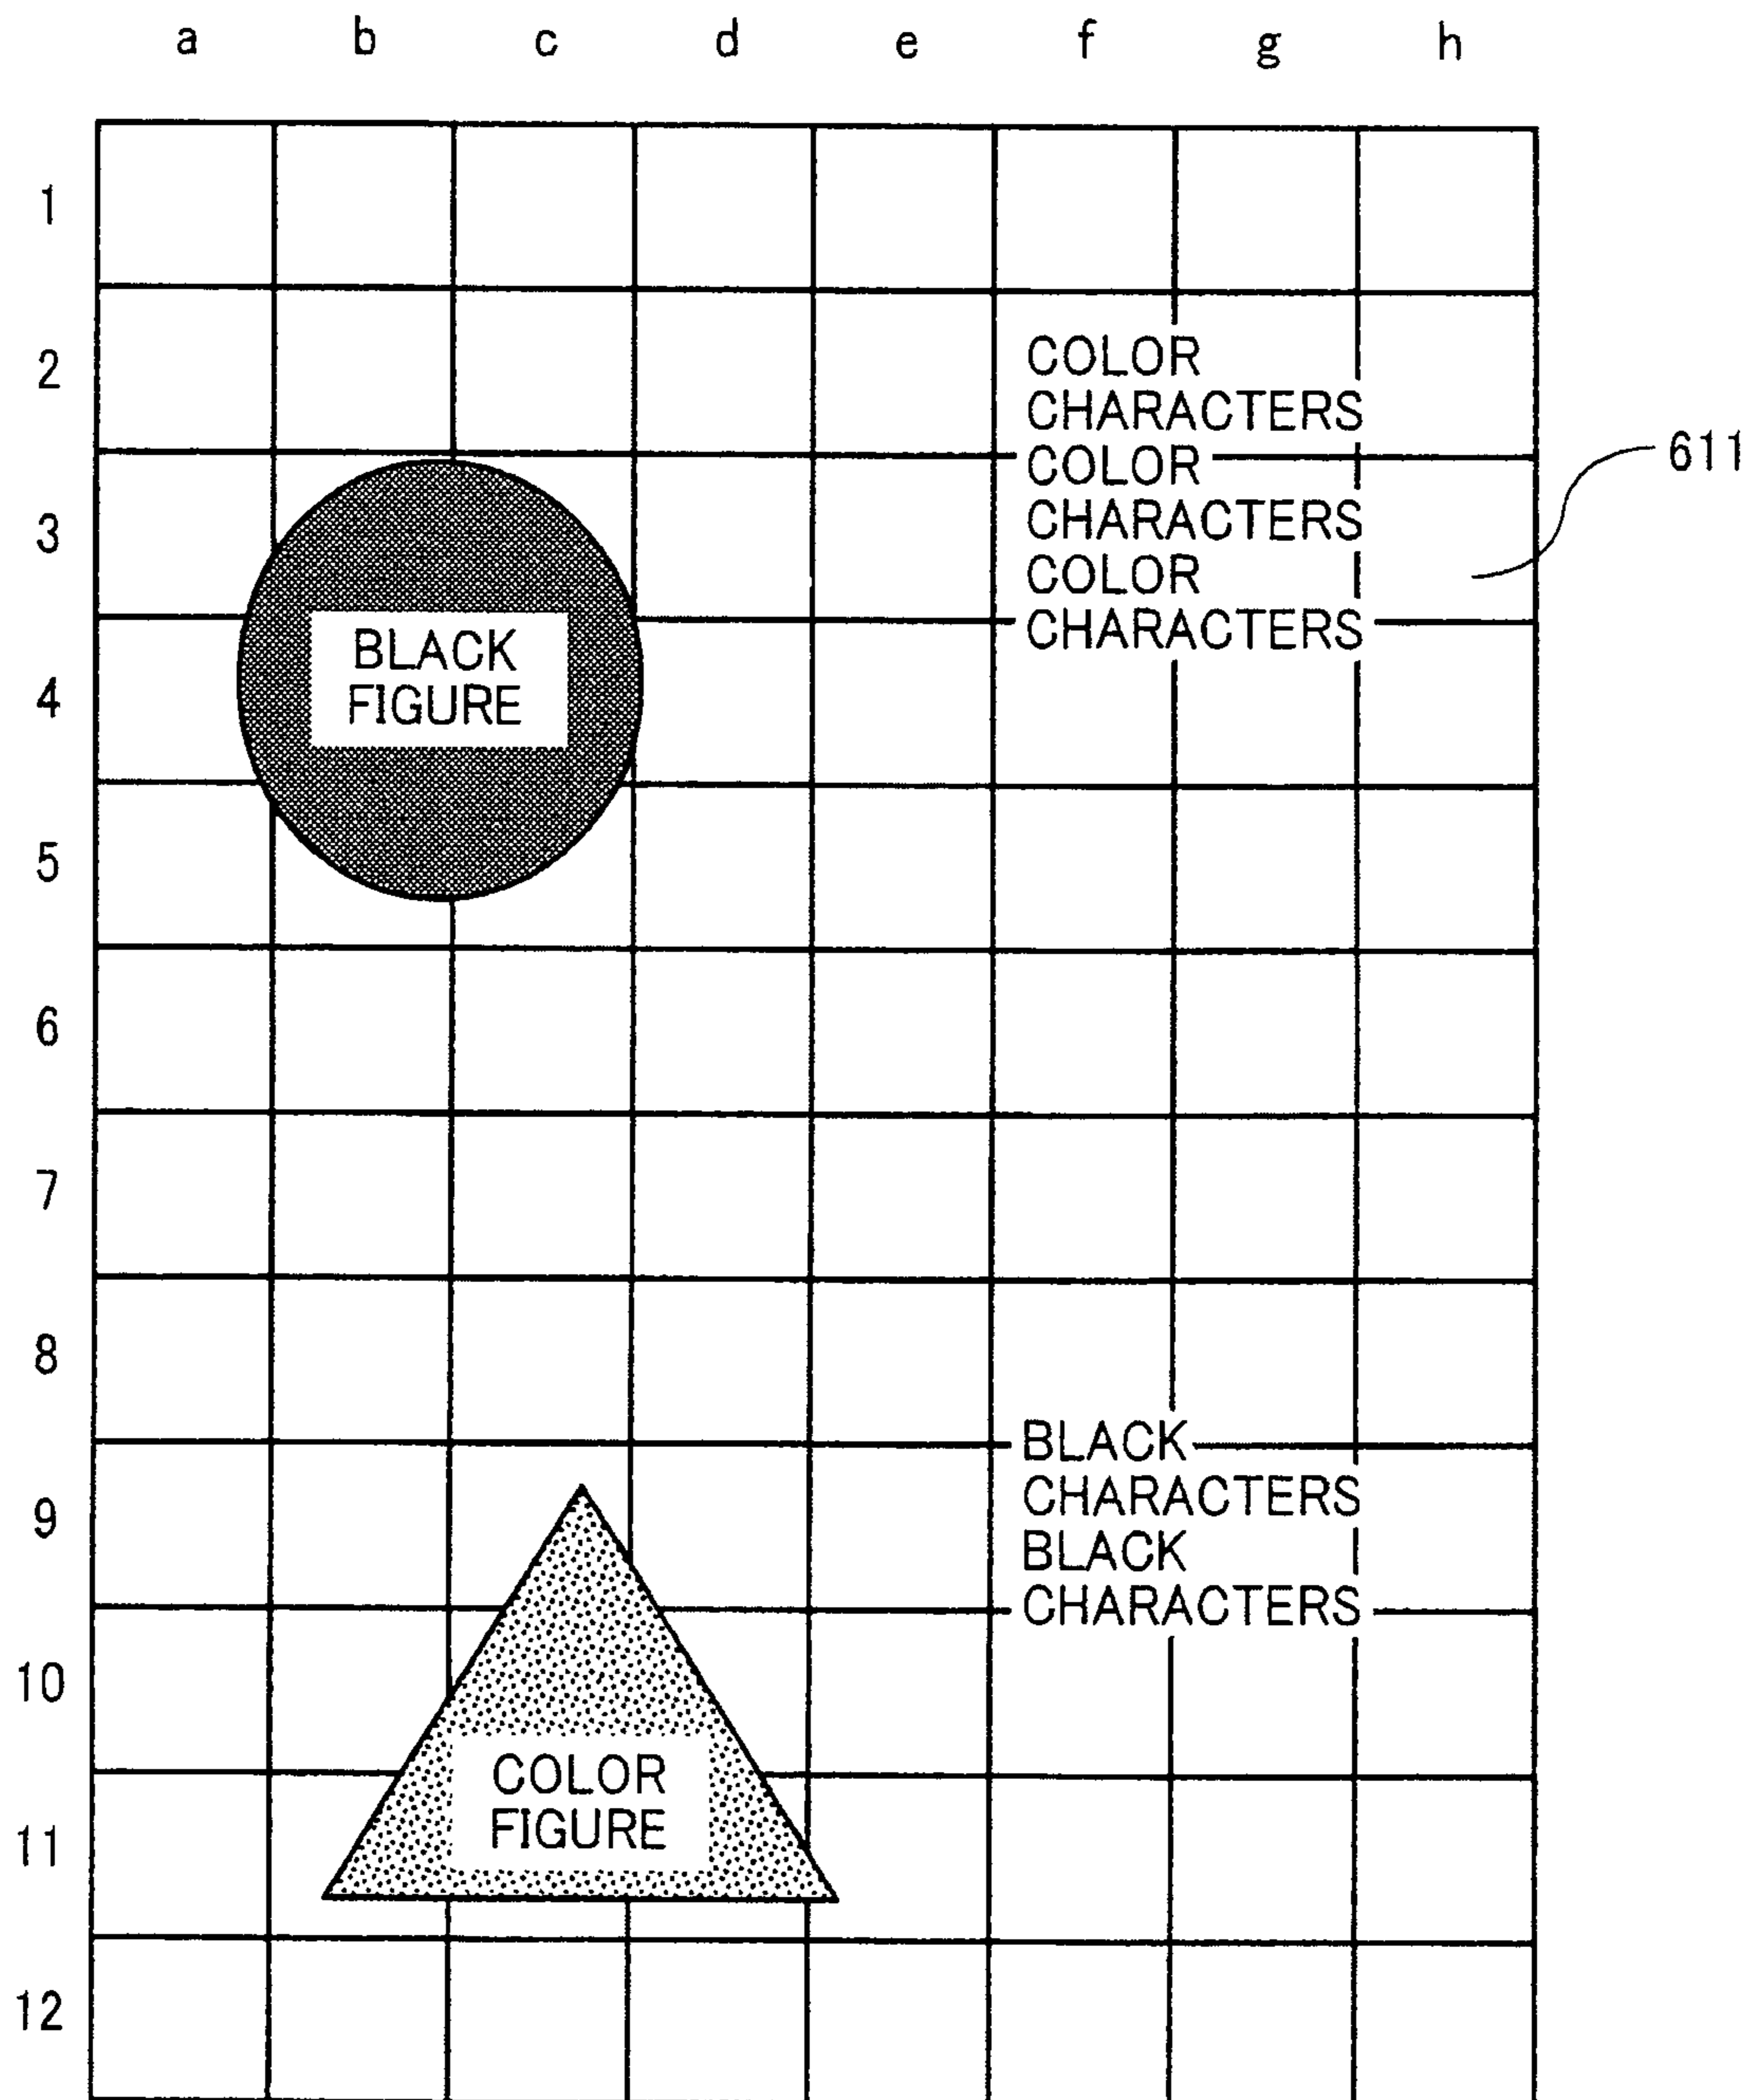 a b c d e f g h
1
2
COLOR
CHARACTERS
COLOR
CHARACTERS
COLOR
CHARACTERS
611
3
BLACK
FIGURE
4
5
6
7
8
BLACK
CHARACTERS
BLACK
CHARACTERS
9
10
COLOR
FIGURE
11
12